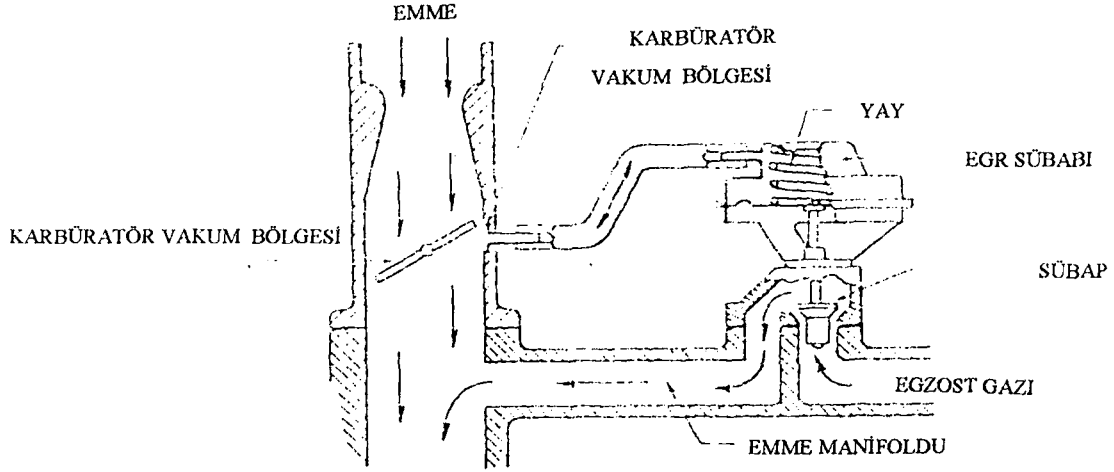 EMME
KARBÜRATÖR
VAKUM BÖLGESİ
YAY
EGR SÜBABI
KARBÜRATÖR VAKUM BÖLGESİ
SÜBAP
EGZOST GAZI
EMME MANİFOLDU